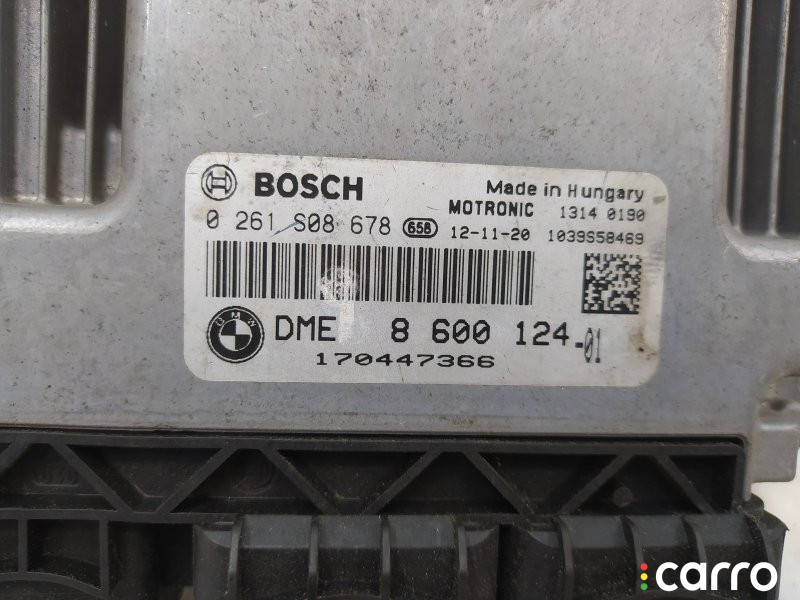 BOSCH Made in Hungary
MOTRONIC 1314 0190
0 261 S08 678 658 12-11-20 1039S58469
BMW DME 8 600 124-01
170447366
carro